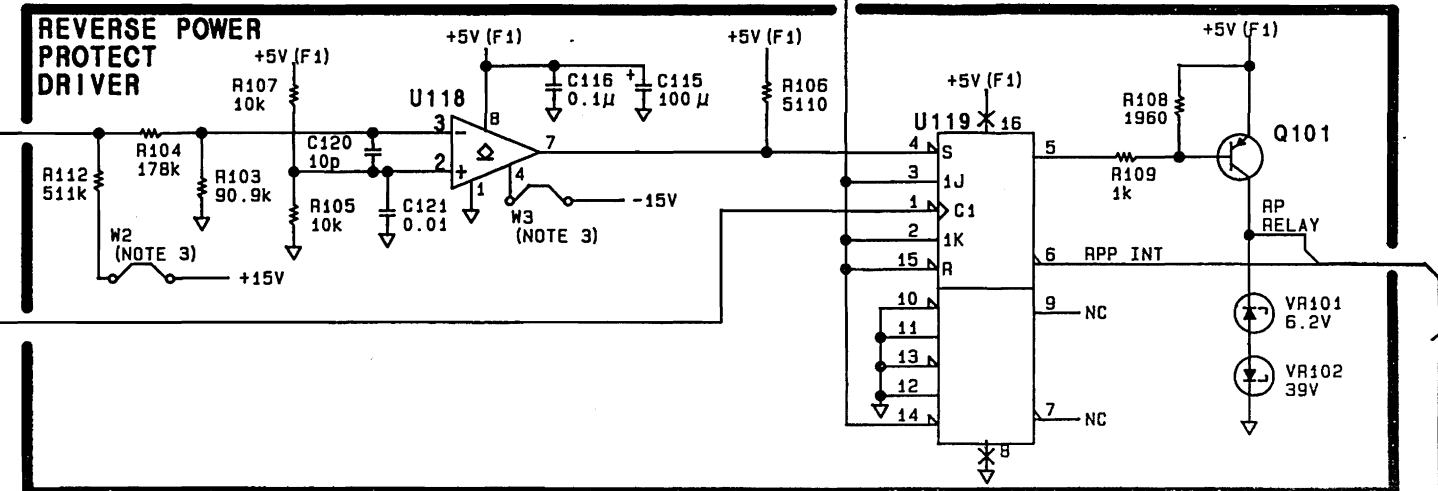 REVERSE POWER
PROTECT
DRIVER
+5V(F1)
R107
10k
+5V(F1)
C116
0.1μ
+
C115
100μ
+5V(F1)
R106
5110
U118
8
3
−
2
+
7
1
4
R104
178k
C120
10p
R112
511k
R103
90.9k
R105
10k
C121
0.01
W3
(NOTE 3)
-15V
W2
(NOTE 3)
+15V
+5V(F1)
U119
16
4
S
3
1J
1
C1
2
1K
15
R
10
11
13
12
14
5
6
RPP INT
9
NC
7
NC
8
+5V(F1)
R108
1960
Q101
R109
1k
RP
RELAY
VR101
6.2V
VR102
39V